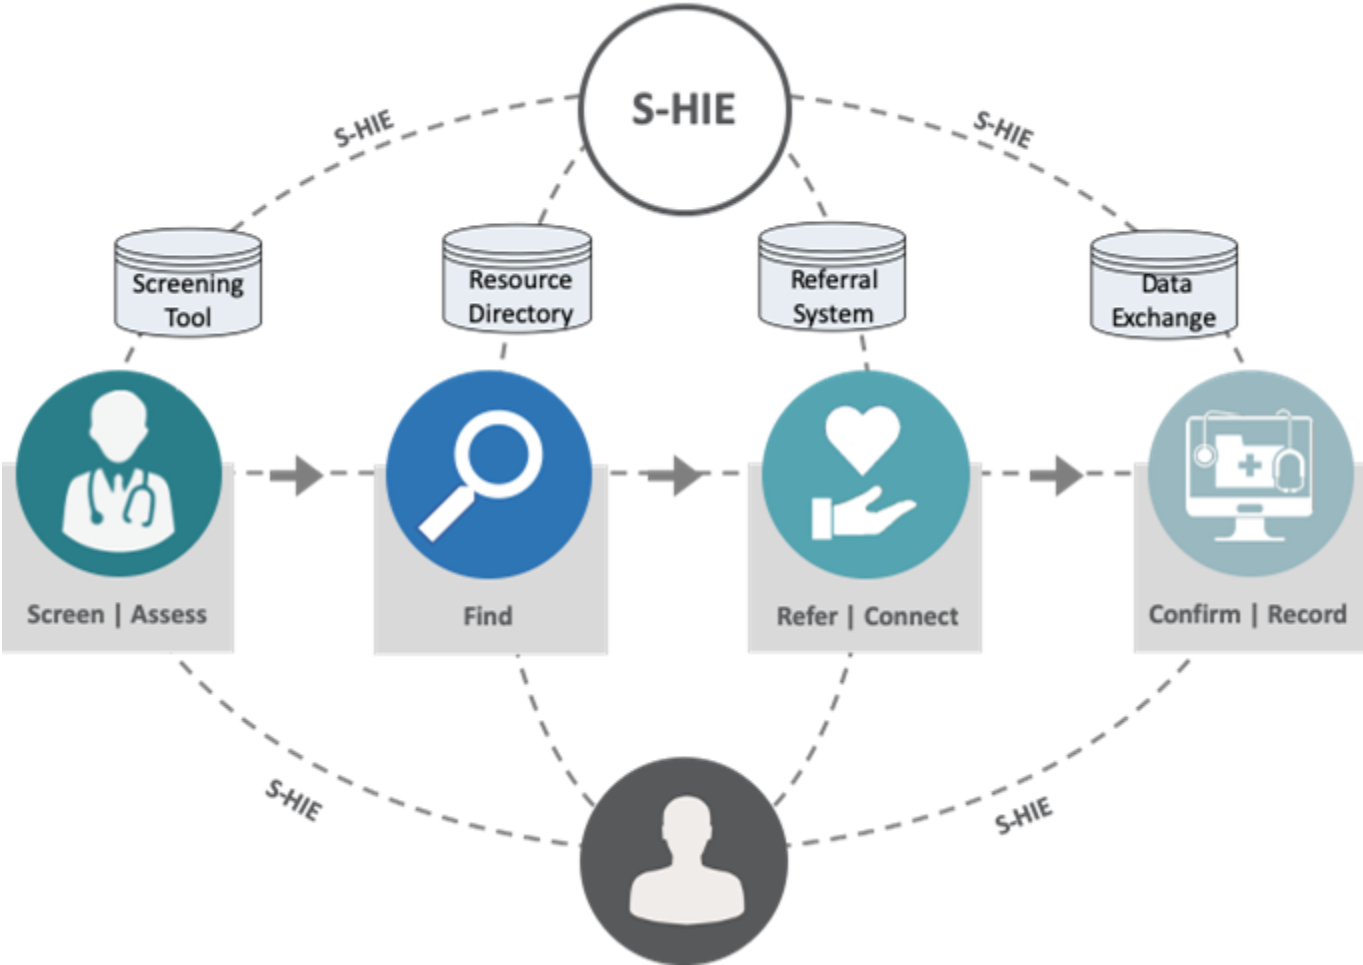 S-HIE
S-HIE
S-HIE
Screening
Tool
Resource
Directory
Referral
System
Data
Exchange
Screen | Assess
Find
Refer | Connect
Confirm | Record
S-HIE
S-HIE